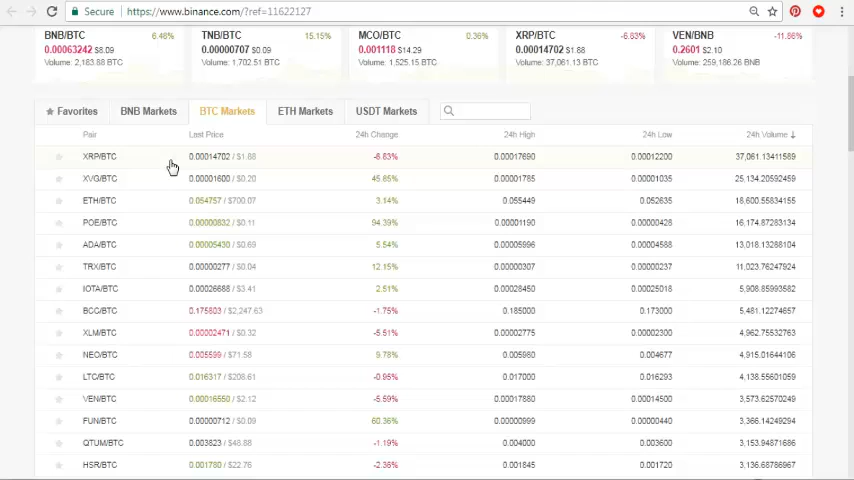 Secure https://www.binance.com/?ref=11622127
BNB/BTC 6.48% TNB/BTC 15.15% MCO/BTC 0.36% XRP/BTC -6.83% VEN/BNB -11.86%
0.00063242 $8.09 0.00000707 $0.09 0.001118 $14.29 0.00014702 $1.88 0.2601 $2.10
Volume: 2,183.88 BTC Volume: 1,702.51 BTC Volume: 1,525.15 BTC Volume: 37,061.13 BTC Volume: 259,186.26 BNB
Favorites BNB Markets BTC Markets ETH Markets USDT Markets
Pair Last Price 24h Change 24h High 24h Low 24h Volume ↓
XRP/BTC 0.00014702 / $1.88 -6.83% 0.00017690 0.00012200 37,061.13411589
XVG/BTC 0.00001600 / $0.20 45.85% 0.00001785 0.00001035 25,134.20592459
ETH/BTC 0.054757 / $700.07 3.14% 0.055449 0.052635 18,600.55834155
POE/BTC 0.00000832 / $0.11 94.39% 0.00001190 0.00000428 16,174.87283134
ADA/BTC 0.00005430 / $0.69 5.54% 0.00005996 0.00004588 13,018.13288104
TRX/BTC 0.00000277 / $0.04 12.15% 0.00000307 0.00000237 11,023.76247924
IOTA/BTC 0.00026688 / $3.41 2.51% 0.00028450 0.00025018 5,908.85993582
BCC/BTC 0.175803 / $2,247.63 -1.75% 0.185000 0.173000 5,481.12274657
XLM/BTC 0.00002471 / $0.32 -5.51% 0.00002775 0.00002300 4,962.75532763
NEO/BTC 0.005599 / $71.58 9.78% 0.005980 0.004677 4,915.01644106
LTC/BTC 0.016317 / $208.61 -0.95% 0.017000 0.016293 4,138.55601059
VEN/BTC 0.00016550 / $2.12 -5.59% 0.00017880 0.00014500 3,573.62570249
FUN/BTC 0.00000712 / $0.09 60.36% 0.00000999 0.00000440 3,366.14249294
QTUM/BTC 0.003823 / $48.88 -1.19% 0.004000 0.003600 3,153.94871686
HSR/BTC 0.001780 / $22.76 -2.36% 0.001845 0.001720 3,136.68786967